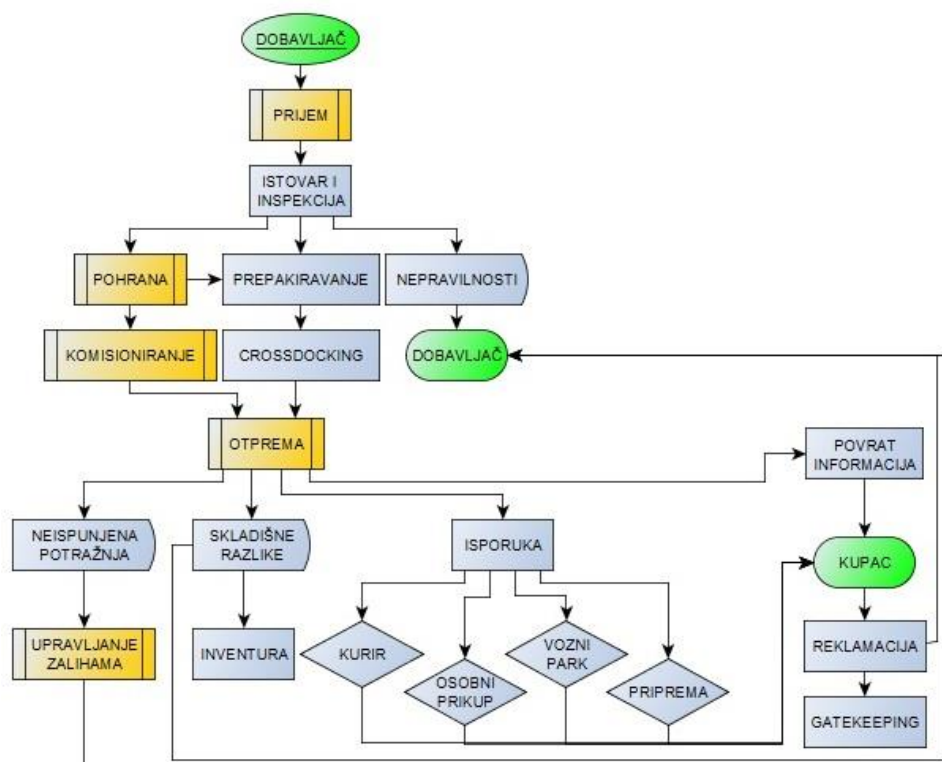 DOBAVLJAČ
PRIJEM
ISTOVAR I
INSPEKCIJA
POHRANA
PREPAKIRAVANJE
NEPRAVILNOSTI
KOMISIONIRANJE
CROSSDOCKING
DOBAVLJAČ
OTPREMA
POVRAT
INFORMACIJA
NEISPUNJENA
POTRAŽNJA
SKLADIŠNE
RAZLIKE
ISPORUKA
KUPAC
UPRAVLJANJE
ZALIHAMA
INVENTURA
KURIR
OSOBNI
PRIKUP
VOZNI
PARK
PRIPREMA
REKLAMACIJA
GATEKEEPING